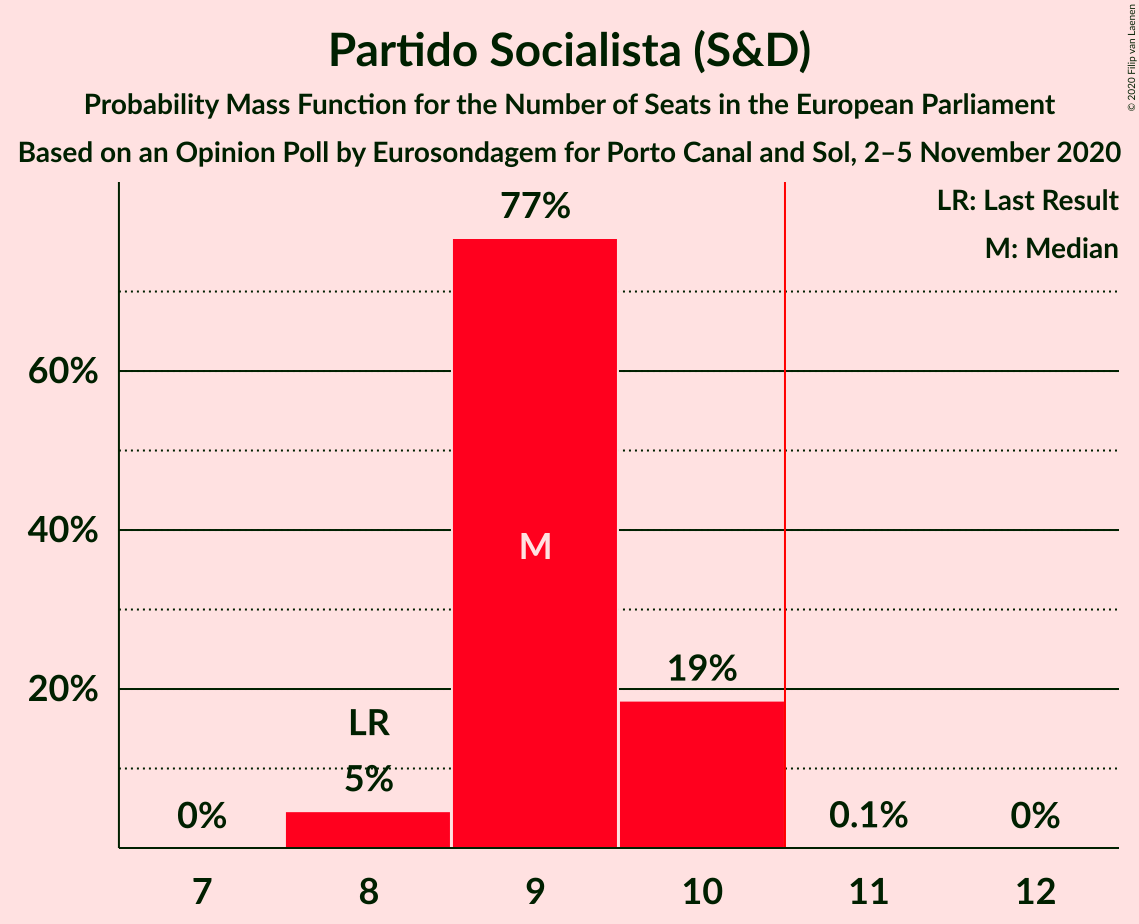 Partido Socialista (S&D)
Probability Mass Function for the Number of Seats in the European Parliament
Based on an Opinion Poll by Eurosondagem for Porto Canal and Sol, 2–5 November 2020
© 2020 Filip van Laenen
LR: Last Result
M: Median
77%
60%
40%
M
19%
20%
LR
5%
0%
0.1%
0%
7 8 9 10 11 12